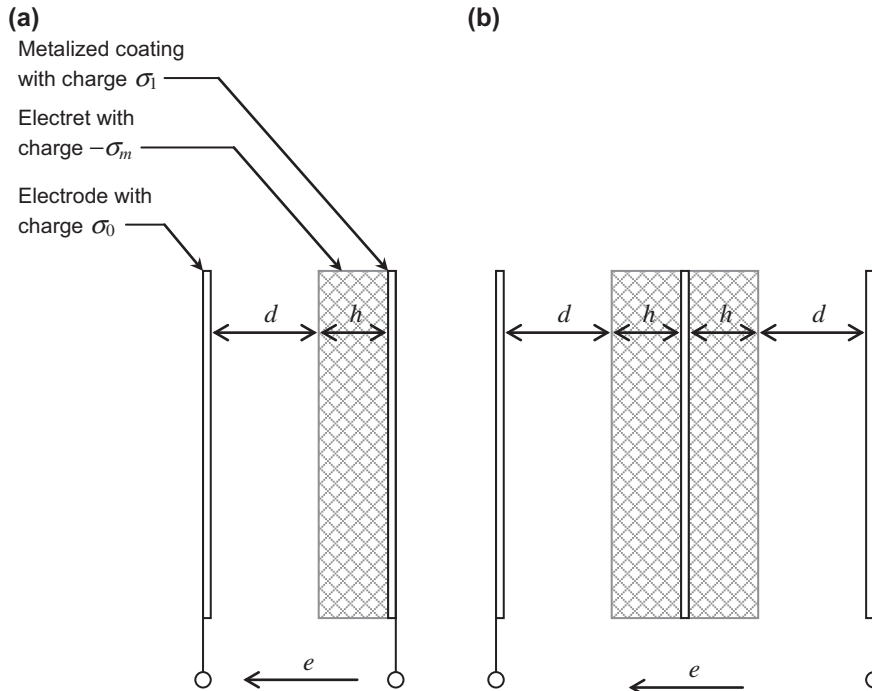 (a)
Metalized coating
with charge σ₁
Electret with
charge −σₘ
Electrode with
charge σ₀
d
h
e
(b)
d
h
h
d
e